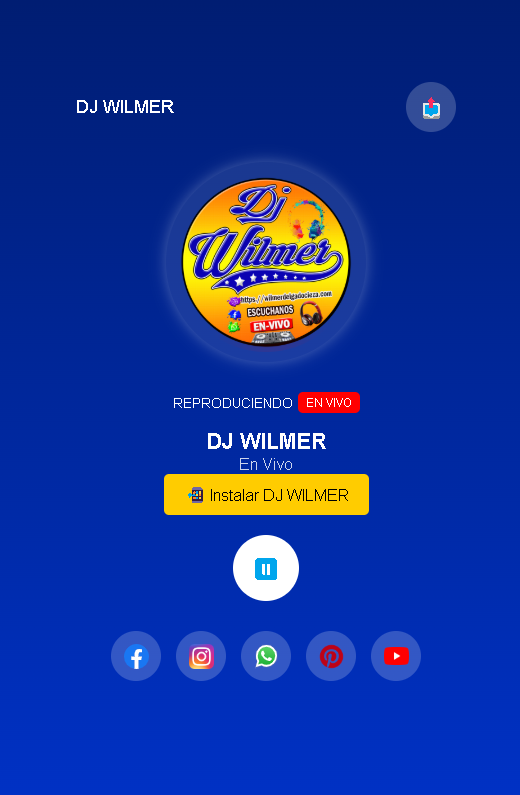 DJ WILMER
Dj
Wilmer
https://wilmerdelgadocieza.com
ESCUCHANOS
EN-VIVO
REPRODUCIENDO EN VIVO
DJ WILMER
En Vivo
Instalar DJ WILMER